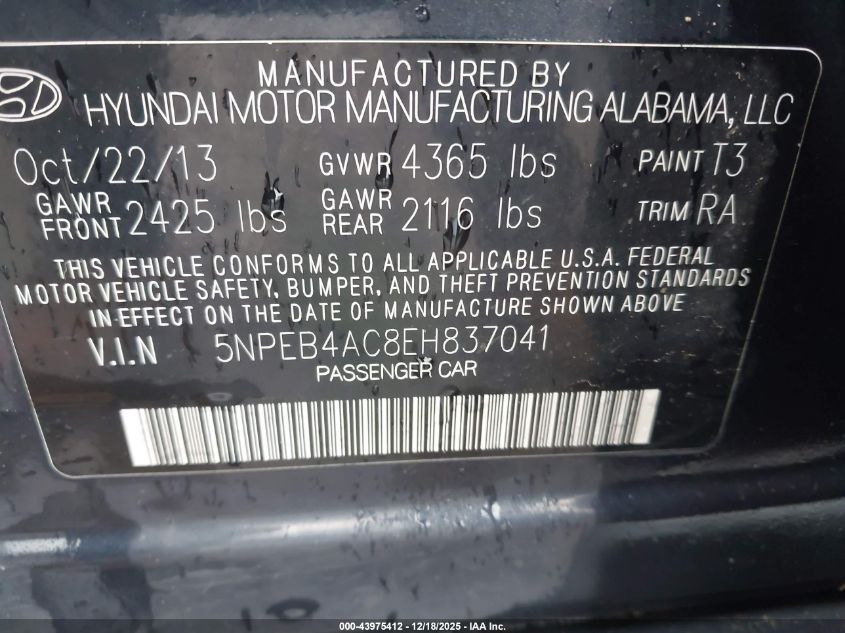 MANUFACTURED BY
HYUNDAI MOTOR MANUFACTURING ALABAMA, LLC
Oct/22/13 GVWR 4365 lbs PAINT T3
GAWR FRONT 2425 lbs GAWR REAR 2116 lbs TRIM RA
THIS VEHICLE CONFORMS TO ALL APPLICABLE U.S.A. FEDERAL
MOTOR VEHICLE SAFETY, BUMPER, AND THEFT PREVENTION STANDARDS
IN EFFECT ON THE DATE OF MANUFACTURE SHOWN ABOVE
V.I.N 5NPEB4AC8EH837041
PASSENGER CAR
000-43975412 - 12/18/2025 - IAA Inc.